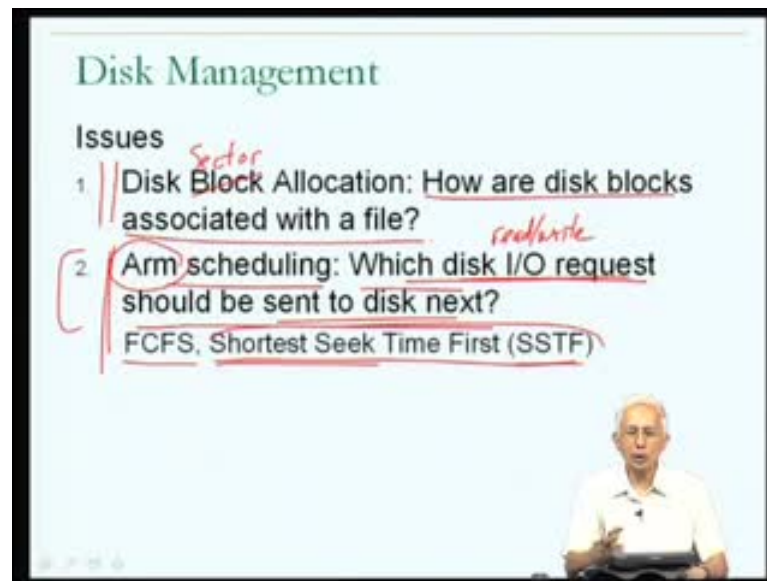 Disk Management
Issues
Sector
1 Disk Block Allocation: How are disk blocks
associated with a file?
read/write
2 Arm scheduling: Which disk I/O request
should be sent to disk next?
FCFS, Shortest Seek Time First (SSTF)